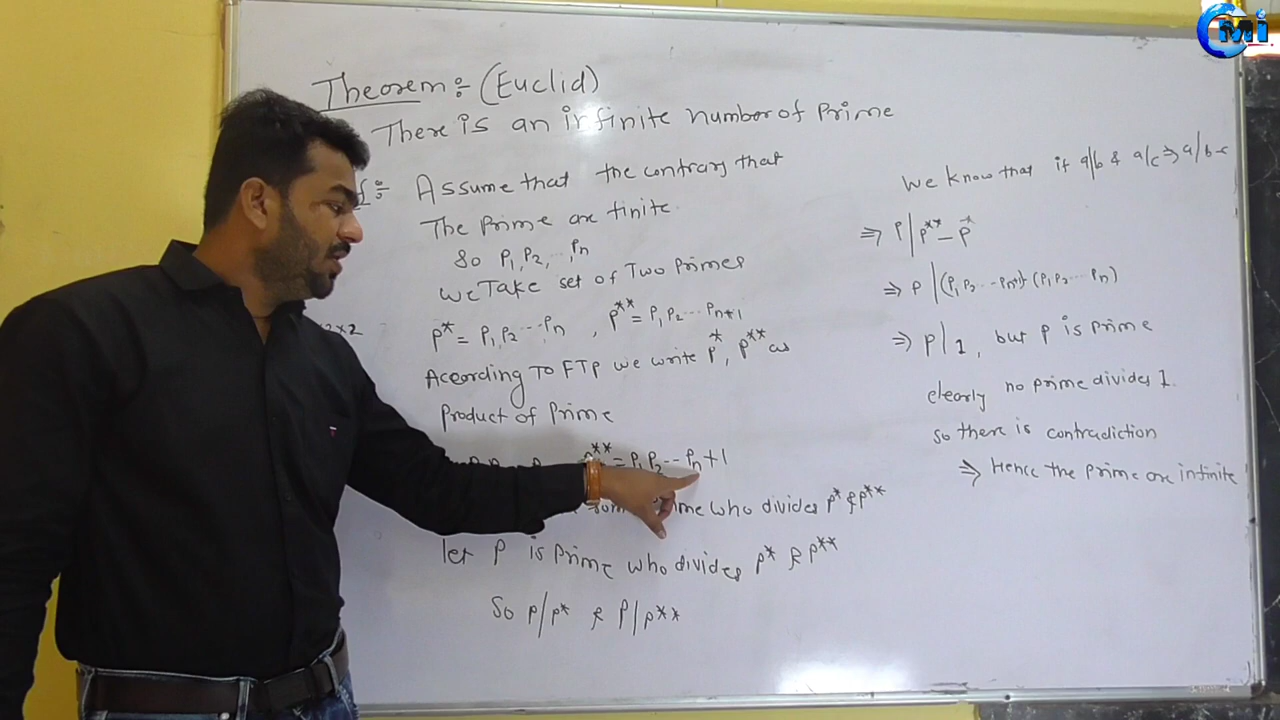 Theorem :- (Euclid)
There is an infinite number of Prime
f :- Assume that the contrary that
The Prime are finite
So P₁, P₂, ..., Pₙ
We Take set of Two Primes
P* = P₁, P₂ ... Pₙ , P** = P₁, P₂ ... Pₙ₊₁
x 2
According To FTP we write P*, P** as
Product of Prime
P** = P₁ P₂ -- Pₙ + 1
who divides P* & P**
let P is Prime who divides P* & P**
So P/P* & P/P**
We know that if a/b & a/c ⇒ a/b-c
⇒ P | P** - P*
⇒ P | (P₁ P₂ ... Pₙ+1) - (P₁ P₂ ... Pₙ)
⇒ P | 1, but P is Prime
clearly no prime divides 1.
so there is contradiction
⇒ Hence the Prime are infinite
Mi